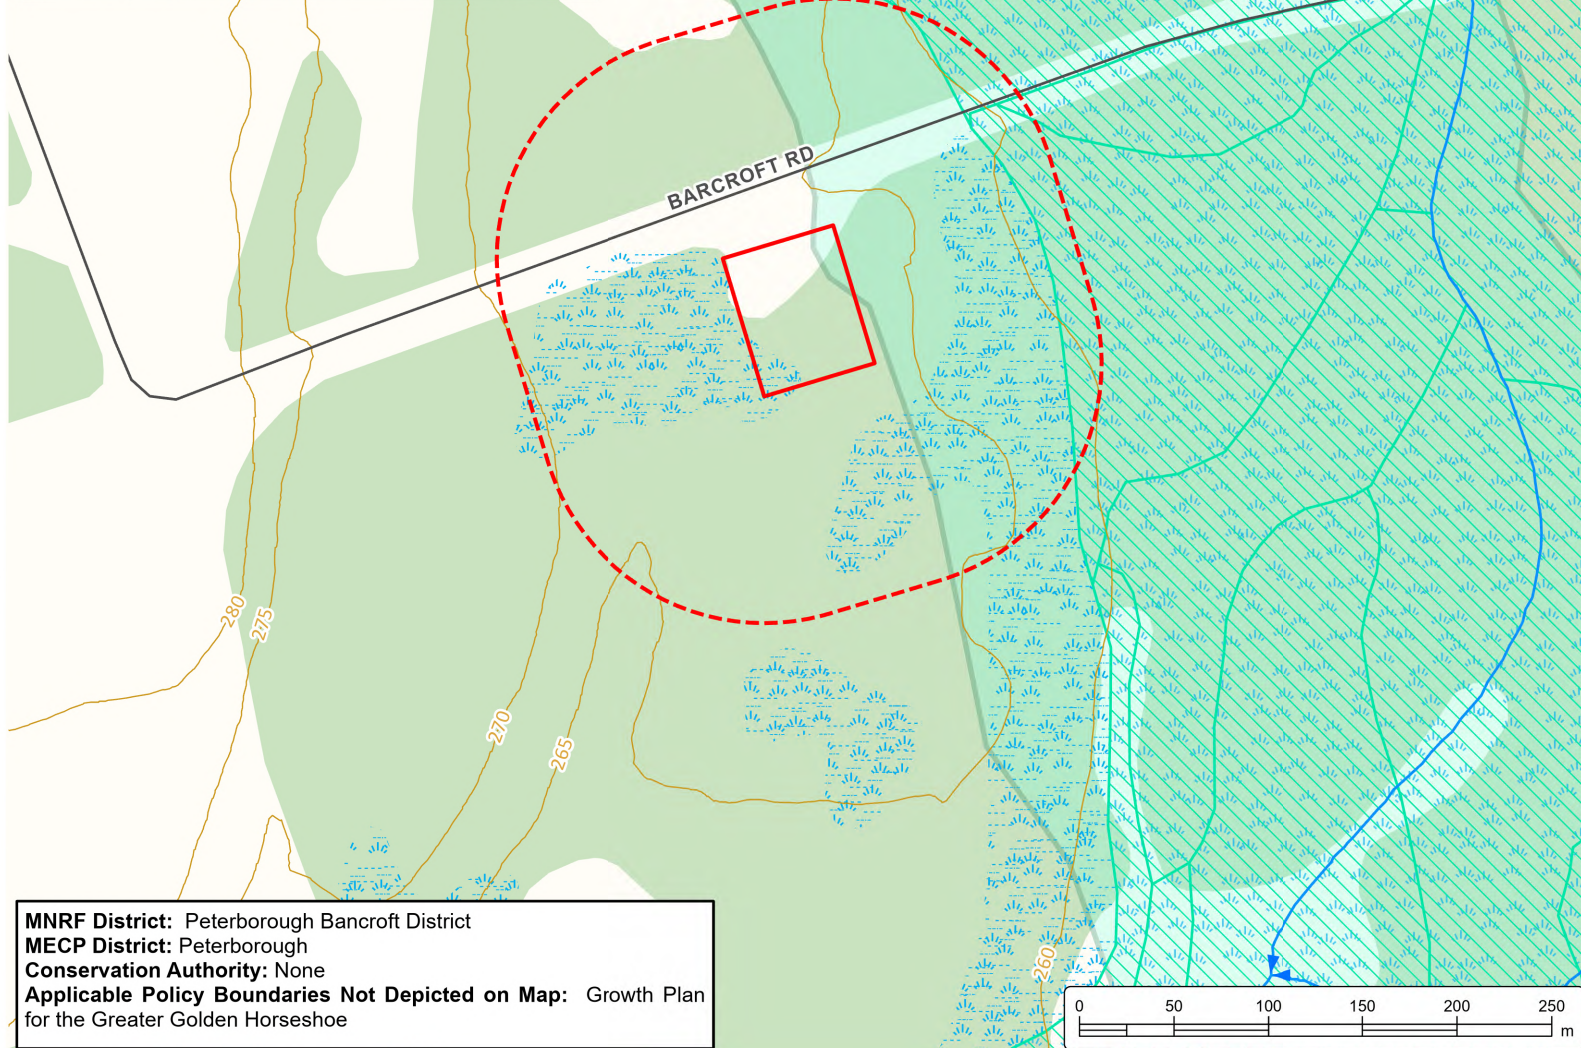 BARCROFT RD
280
275
270
265
260
MNRF District: Peterborough Bancroft District
MECP District: Peterborough
Conservation Authority: None
Applicable Policy Boundaries Not Depicted on Map: Growth Plan
for the Greater Golden Horseshoe
0 50 100 150 200 250
m